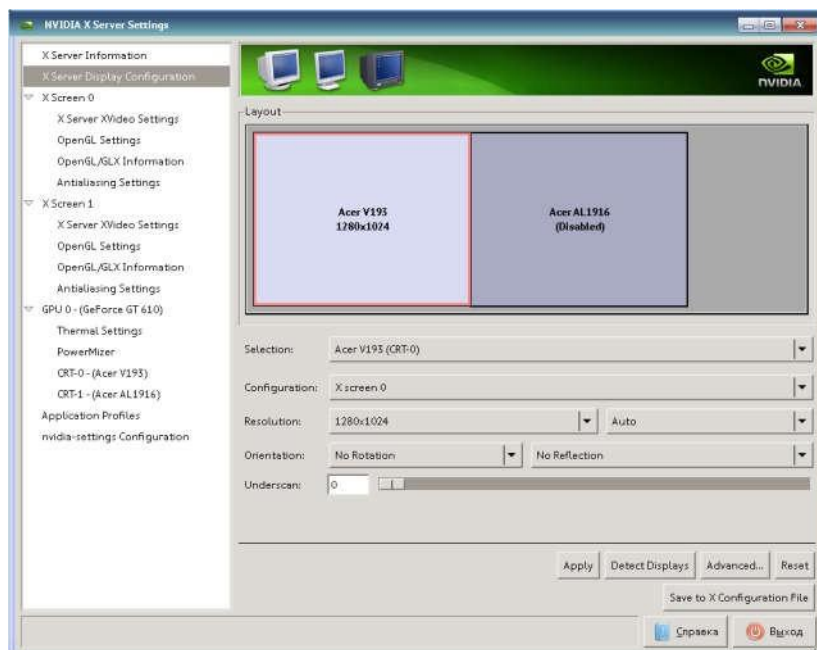 NVIDIA X Server Settings
X Server Information
X Server Display Configuration
X Screen 0
X Server XVideo Settings
OpenGL Settings
OpenGL/GLX Information
Antialiasing Settings
X Screen 1
X Server XVideo Settings
OpenGL Settings
OpenGL/GLX Information
Antialiasing Settings
GPU 0 - (GeForce GT 610)
Thermal Settings
PowerMizer
CRT-0 - (Acer V193)
CRT-1 - (Acer AL1916)
Application Profiles
nvidia-settings Configuration
NVIDIA
Layout
Acer V193
1280x1024
Acer AL1916
(Disabled)
Selection: Acer V193 (CRT-0)
Configuration: X screen 0
Resolution: 1280x1024 Auto
Orientation: No Rotation No Reflection
Underscan: 0
Apply Detect Displays Advanced... Reset
Save to X Configuration File
Справка Выход